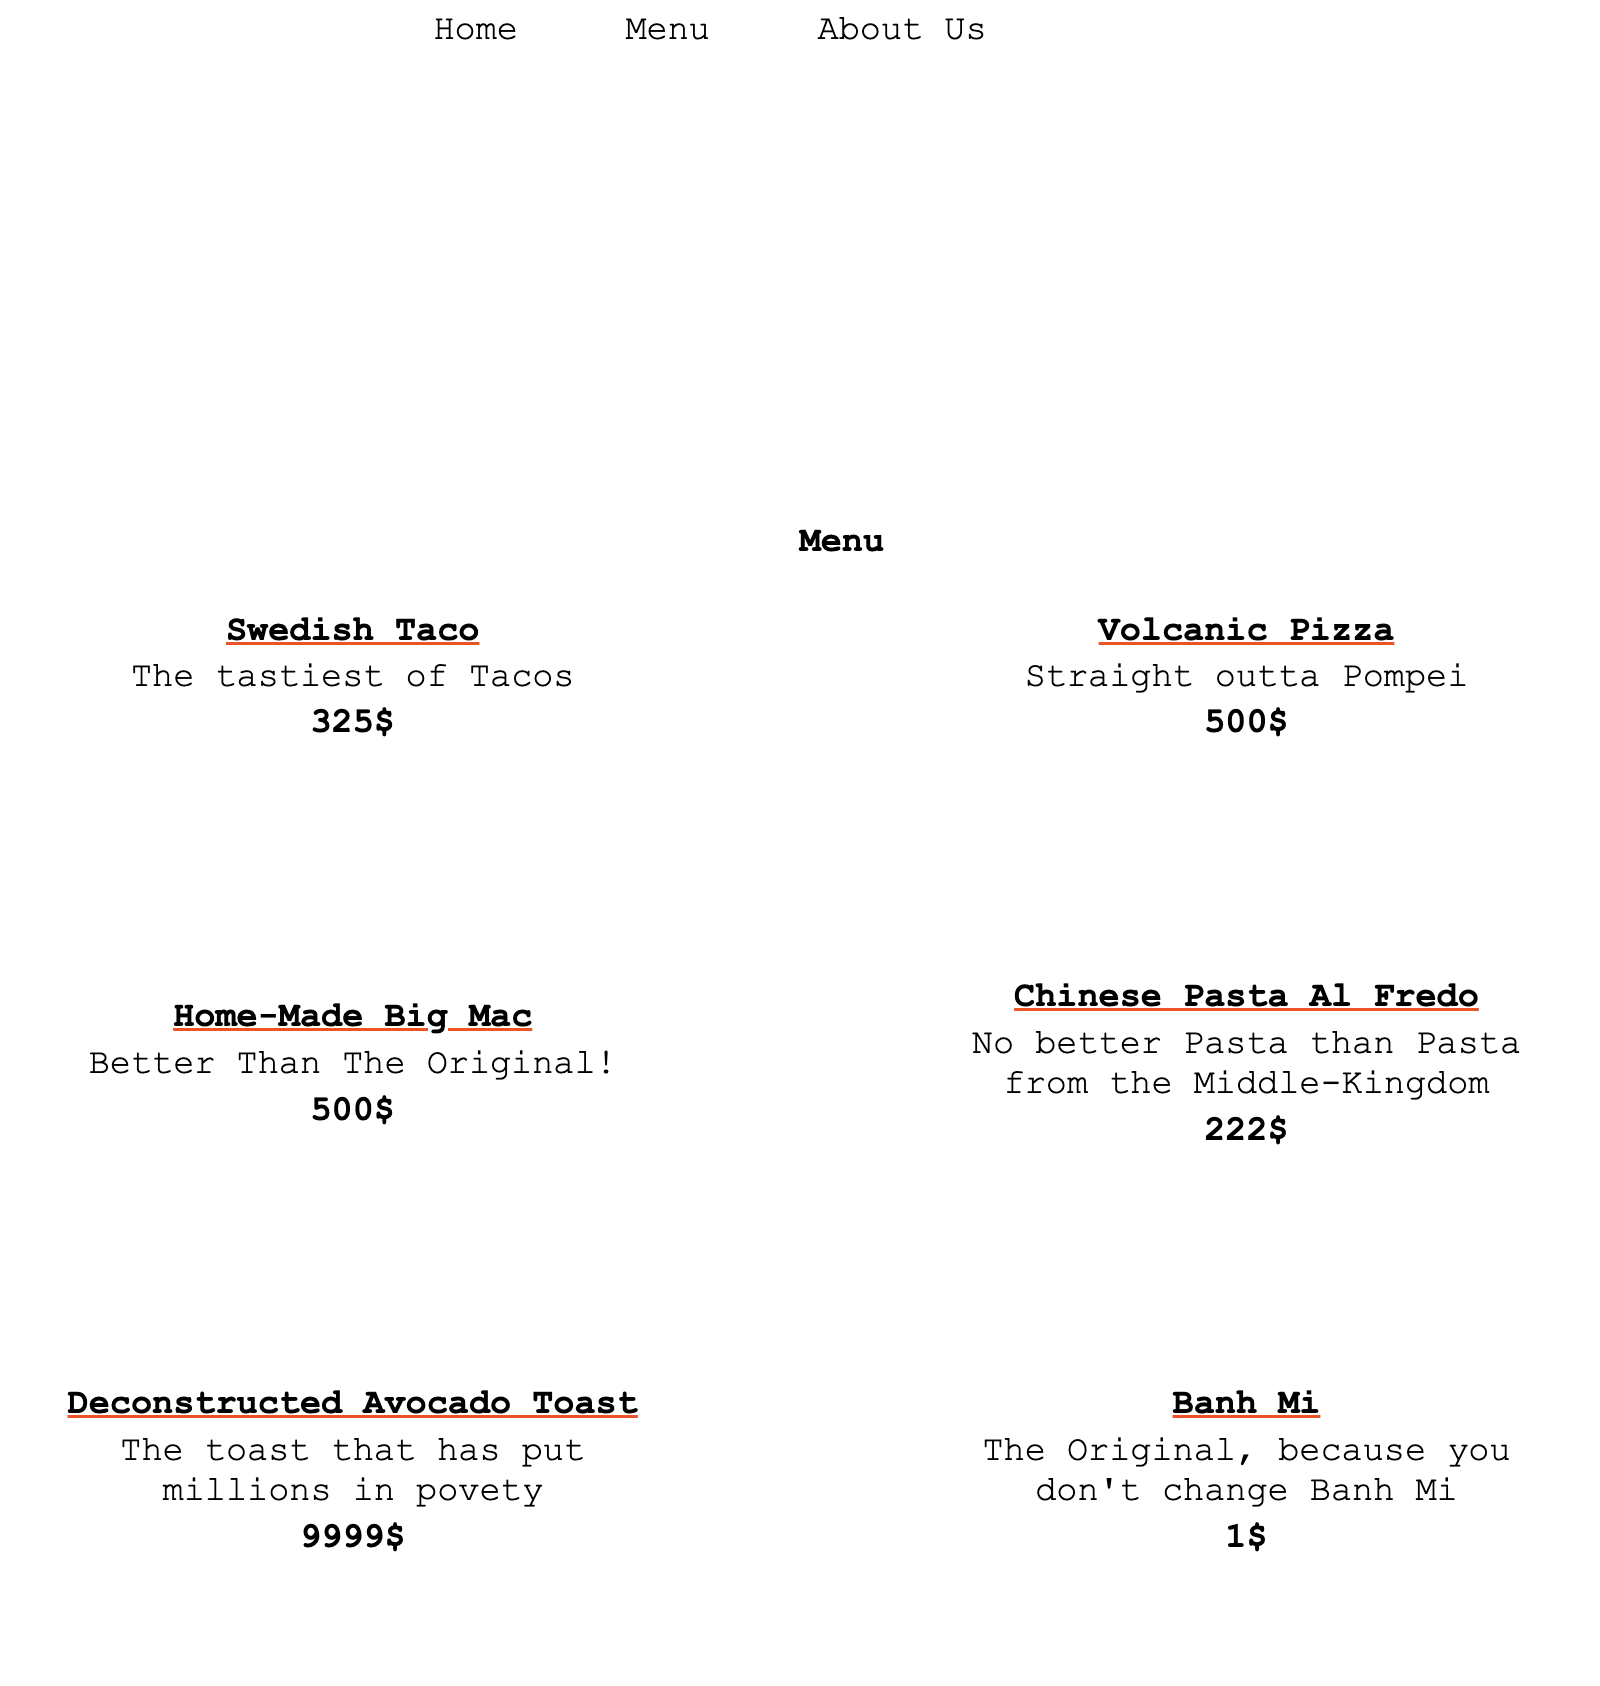 Home Menu About Us
Menu
Swedish Taco
The tastiest of Tacos
325$
Volcanic Pizza
Straight outta Pompei
500$
Home-Made Big Mac
Better Than The Original!
500$
Chinese Pasta Al Fredo
No better Pasta than Pasta
from the Middle-Kingdom
222$
Deconstructed Avocado Toast
The toast that has put
millions in povety
9999$
Banh Mi
The Original, because you
don't change Banh Mi
1$